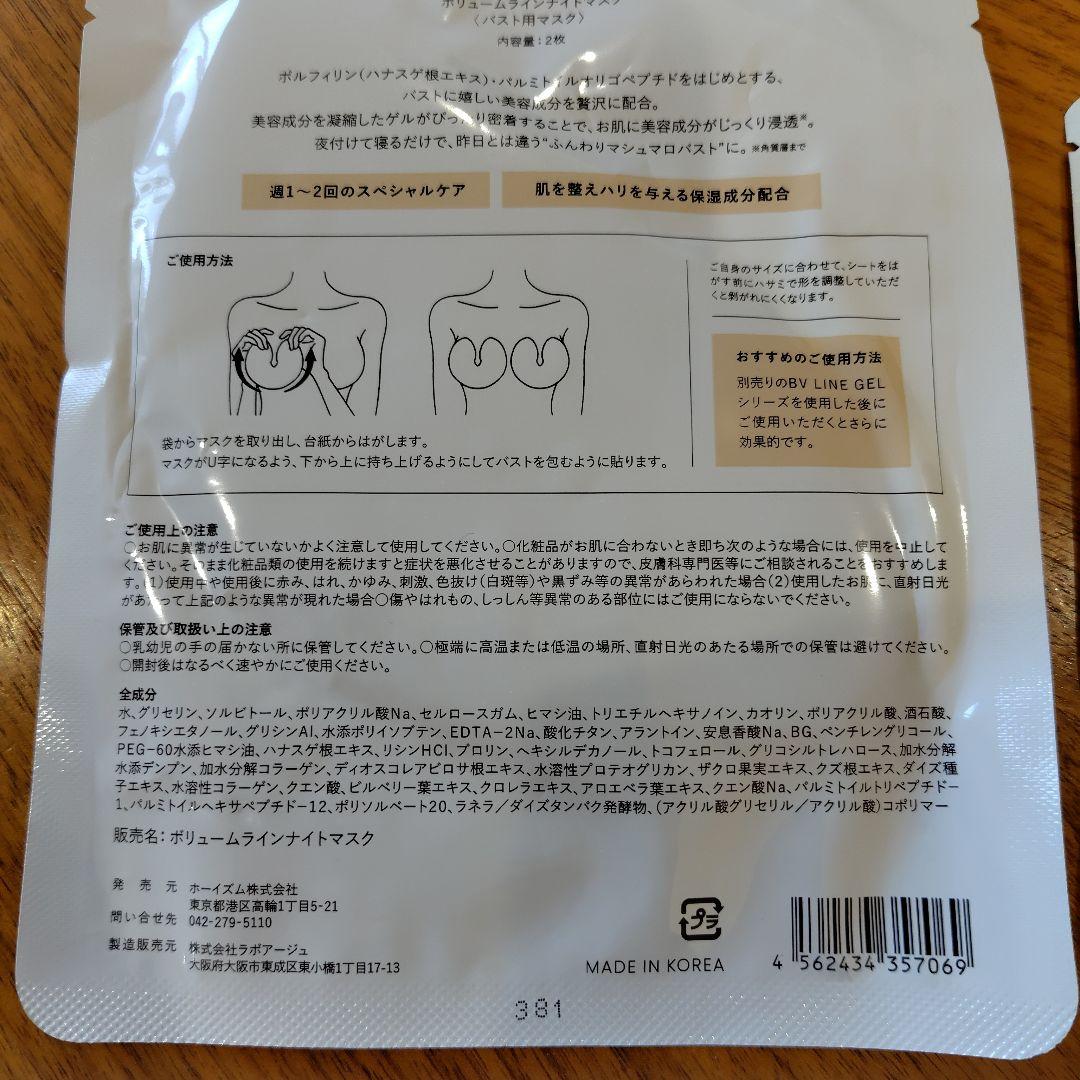 ボリュームラインナイトマスク
〈バスト用マスク〉
内容量：2枚
ボルフィリン(ハナスゲ根エキス)・パルミトイルオリゴペプチドをはじめとする、
バストに嬉しい美容成分を贅沢に配合。
美容成分を凝縮したゲルがぴったり密着することで、お肌に美容成分がじっくり浸透※。
夜付けて寝るだけで、昨日とは違う“ふんわりマシュマロバスト”に。※角質層まで
週1〜2回のスペシャルケア
肌を整えハリを与える保湿成分配合
ご使用方法
袋からマスクを取り出し、台紙からはがします。
マスクがU字になるよう、下から上に持ち上げるようにしてバストを包むように貼ります。
ご自身のサイズに合わせて、シートをは
がす前にハサミで形を調整していただ
くと剥がれにくくなります。
おすすめのご使用方法
別売りのBV LINE GEL
シリーズを使用した後に
ご使用いただくとさらに
効果的です。
ご使用上の注意
○お肌に異常が生じていないかよく注意して使用してください。○化粧品がお肌に合わないとき即ち次のような場合には、使用を中止して
ください。そのまま化粧品類の使用を続けますと症状を悪化させることがありますので、皮膚科専門医等にご相談されることをおすすめしま
す。(1)使用中や使用後に赤み、はれ、かゆみ、刺激、色抜け(白斑等)や黒ずみ等の異常があらわれた場合(2)使用したお肌に、直射日光
があたって上記のような異常が現れた場合○傷やはれもの、しっしん等異常のある部位にはご使用にならないでください。
保管及び取扱い上の注意
○乳幼児の手の届かない所に保管してください。○極端に高温または低温の場所、直射日光のあたる場所での保管は避けてください。
○開封後はなるべく速やかにご使用ください。
全成分
水、グリセリン、ソルビトール、ポリアクリル酸Na、セルロースガム、ヒマシ油、トリエチルヘキサノイン、カオリン、ポリアクリル酸、酒石酸、
フェノキシエタノール、グリシンAl、水添ポリイソブテン、EDTA-2Na、酸化チタン、アラントイン、安息香酸Na、BG、ペンチレングリコール、
PEG-60水添ヒマシ油、ハナスゲ根エキス、リシンHCl、プロリン、ヘキシルデカノール、トコフェロール、グリコシルトレハロース、加水分解
水添デンプン、加水分解コラーゲン、ディオスコレアビロサ根エキス、水溶性プロテオグリカン、ザクロ果実エキス、クズ根エキス、ダイズ種
子エキス、水溶性コラーゲン、クエン酸、ビルベリー葉エキス、クロレラエキス、アロエベラ葉エキス、クエン酸Na、パルミトイルトリペプチド-
1、パルミトイルヘキサペプチド-12、ポリソルベート20、ラネラ／ダイズタンパク発酵物、(アクリル酸グリセリル／アクリル酸)コポリマー
販売名：ボリュームラインナイトマスク
発売元 ホーイズム株式会社
東京都港区高輪1丁目5-21
問い合せ先 042-279-5110
製造販売元 株式会社ラボアージュ
大阪府大阪市東成区東小橋1丁目17-13
プラ
MADE IN KOREA
4 562434 357069
381